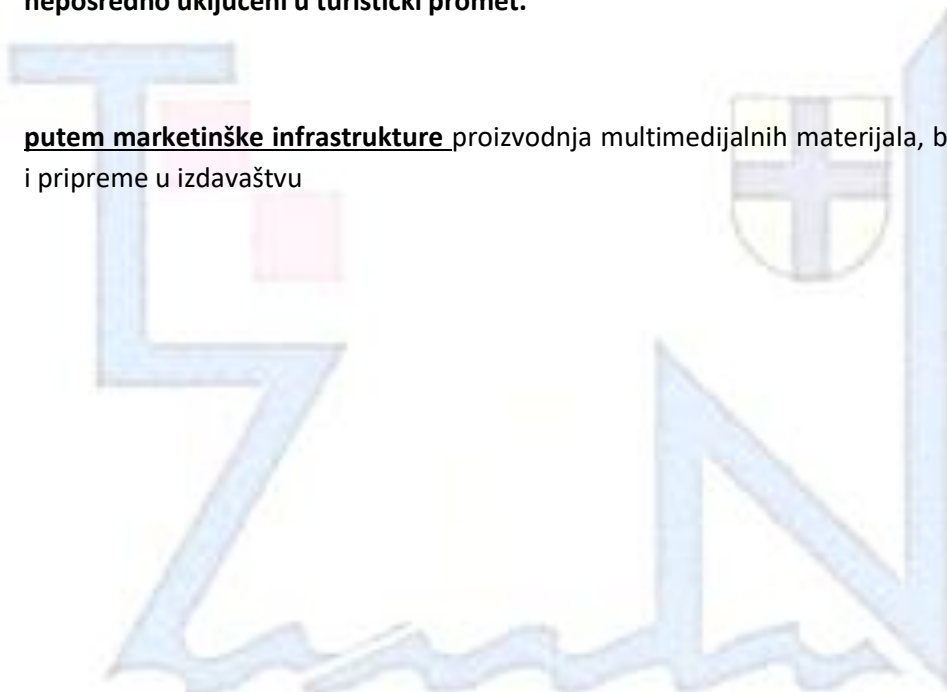 neposredno uključeni u turistički promet.
putem marketinške infrastrukture proizvodnja multimedijalnih materijala, b
i pripreme u izdavaštvu